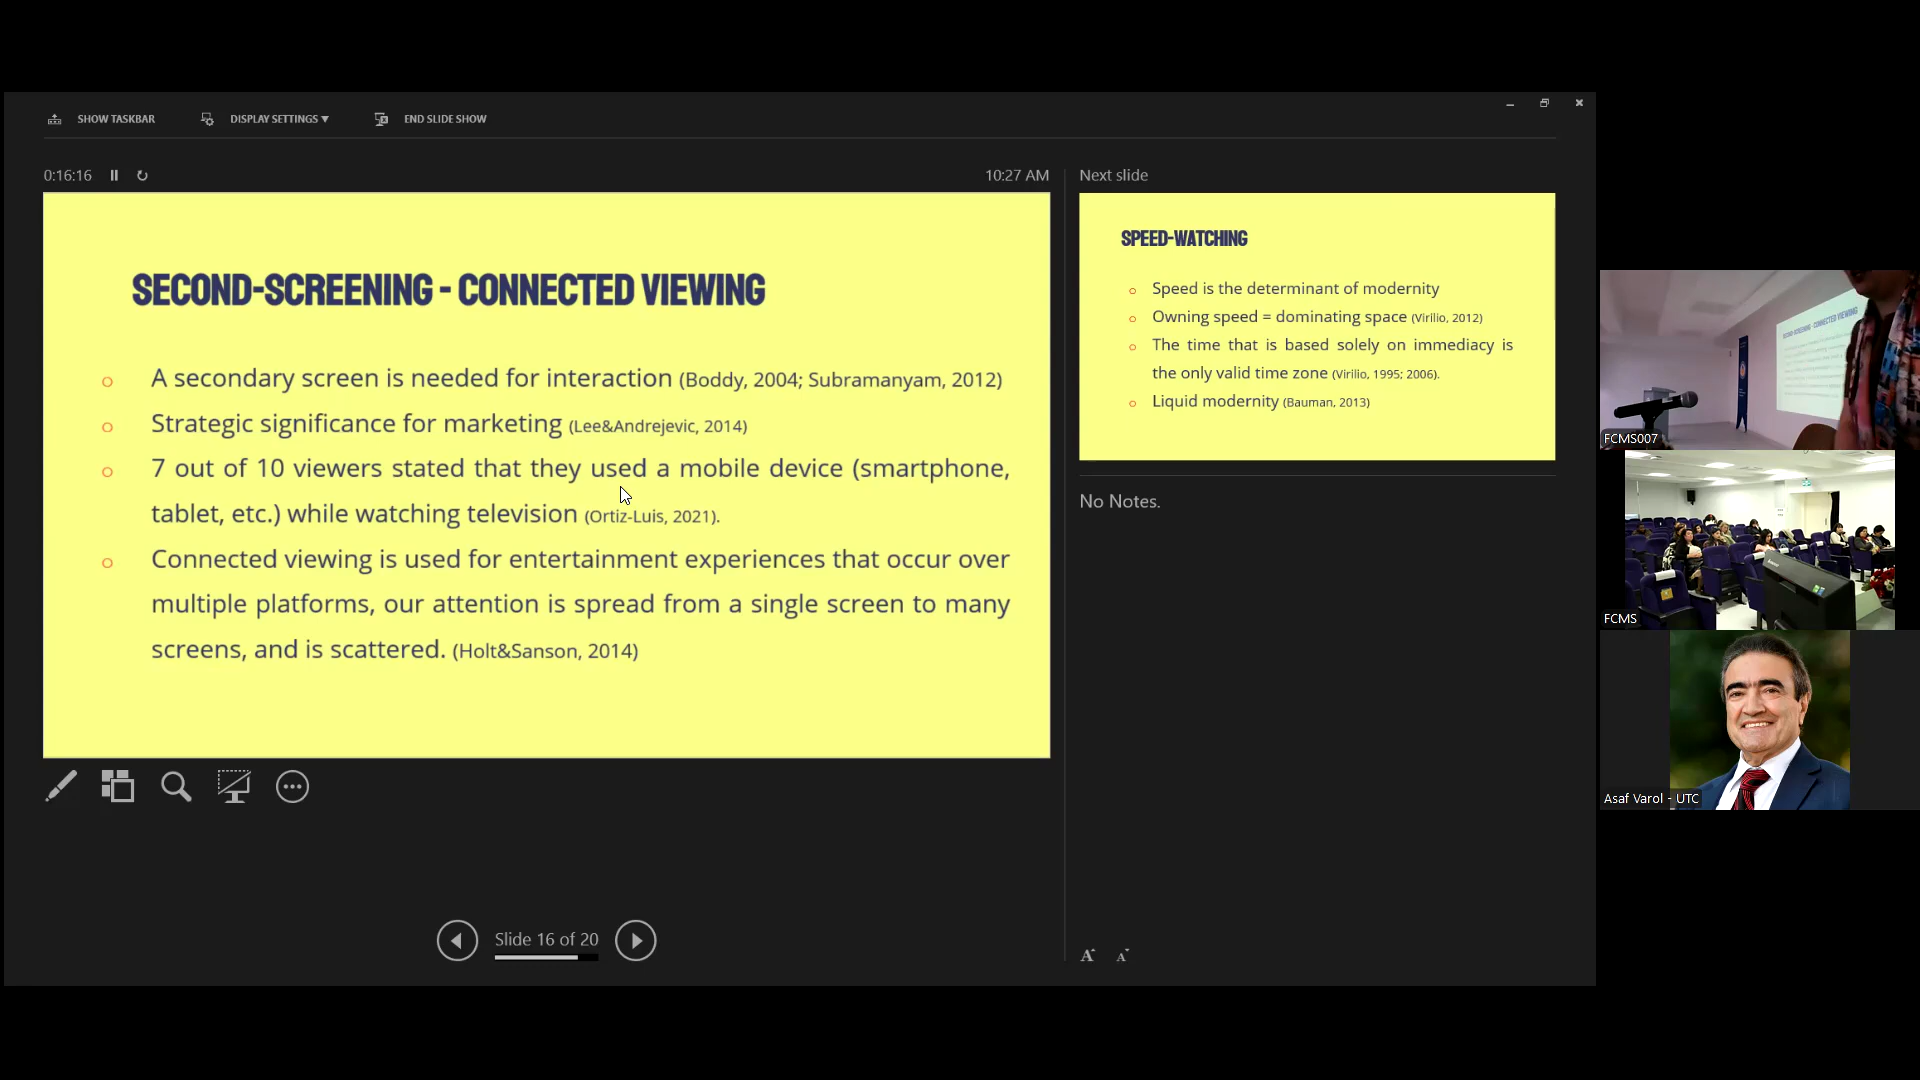 SHOW TASKBAR
DISPLAY SETTINGS ▾
END SLIDE SHOW
0:16:16
10:27 AM
SECOND-SCREENING - CONNECTED VIEWING
A secondary screen is needed for interaction (Boddy, 2004; Subramanyam, 2012)
Strategic significance for marketing (Lee&Andrejevic, 2014)
7 out of 10 viewers stated that they used a mobile device (smartphone,
tablet, etc.) while watching television (Ortiz-Luis, 2021).
Connected viewing is used for entertainment experiences that occur over
multiple platforms, our attention is spread from a single screen to many
screens, and is scattered. (Holt&Sanson, 2014)
Slide 16 of 20
Next slide
SPEED-WATCHING
Speed is the determinant of modernity
Owning speed = dominating space (Virilio, 2012)
The time that is based solely on immediacy is
the only valid time zone (Virilio, 1995; 2006).
Liquid modernity (Bauman, 2013)
No Notes.
A A
SECOND-SCREENING - CONNECTED VIEWING
FCMS007
FCMS
Asaf Varol - UTC